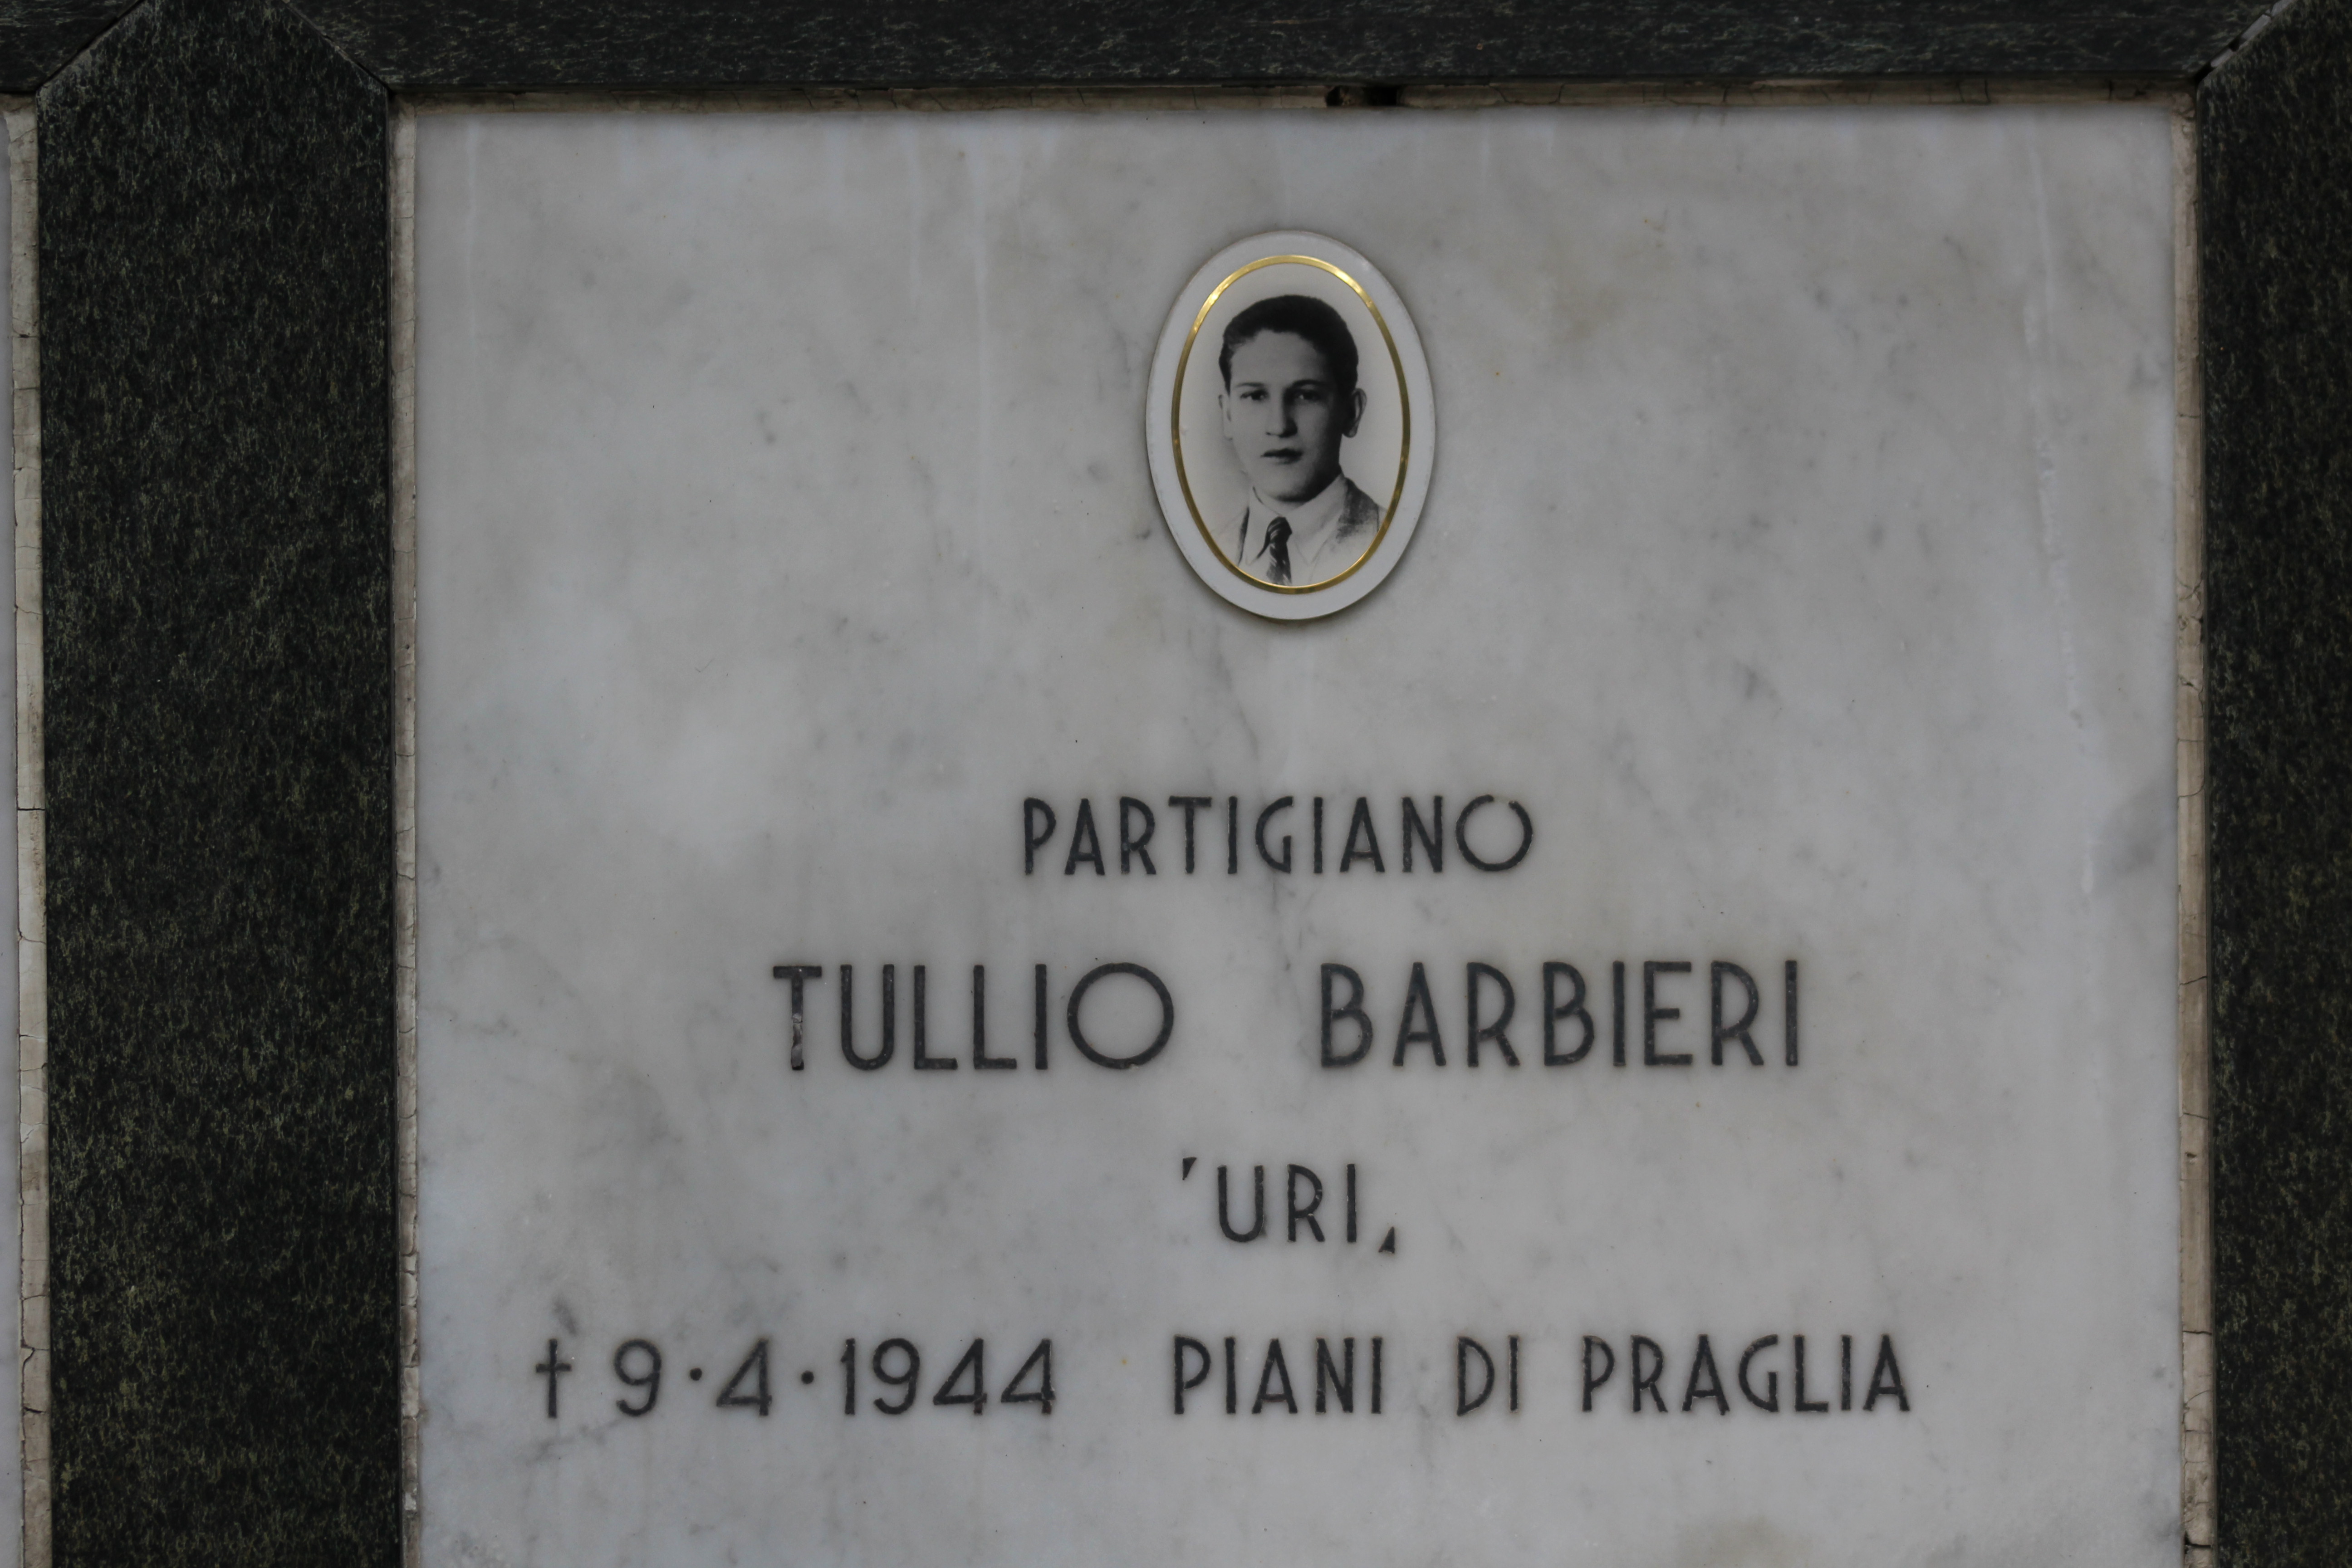 PARTIGIANO
TULLIO BARBIERI
"URI„
† 9·4·1944 PIANI DI PRAGLIA